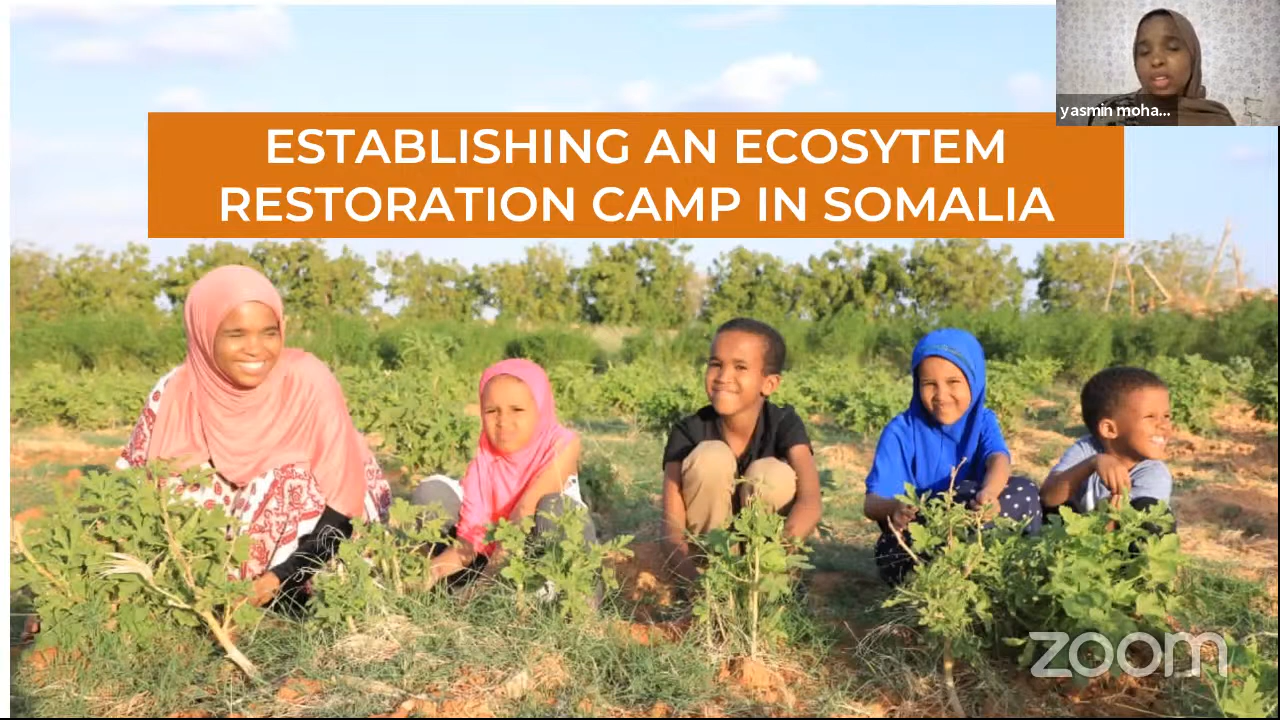 yasmin moha...
ESTABLISHING AN ECOSYTEM
RESTORATION CAMP IN SOMALIA
zoom